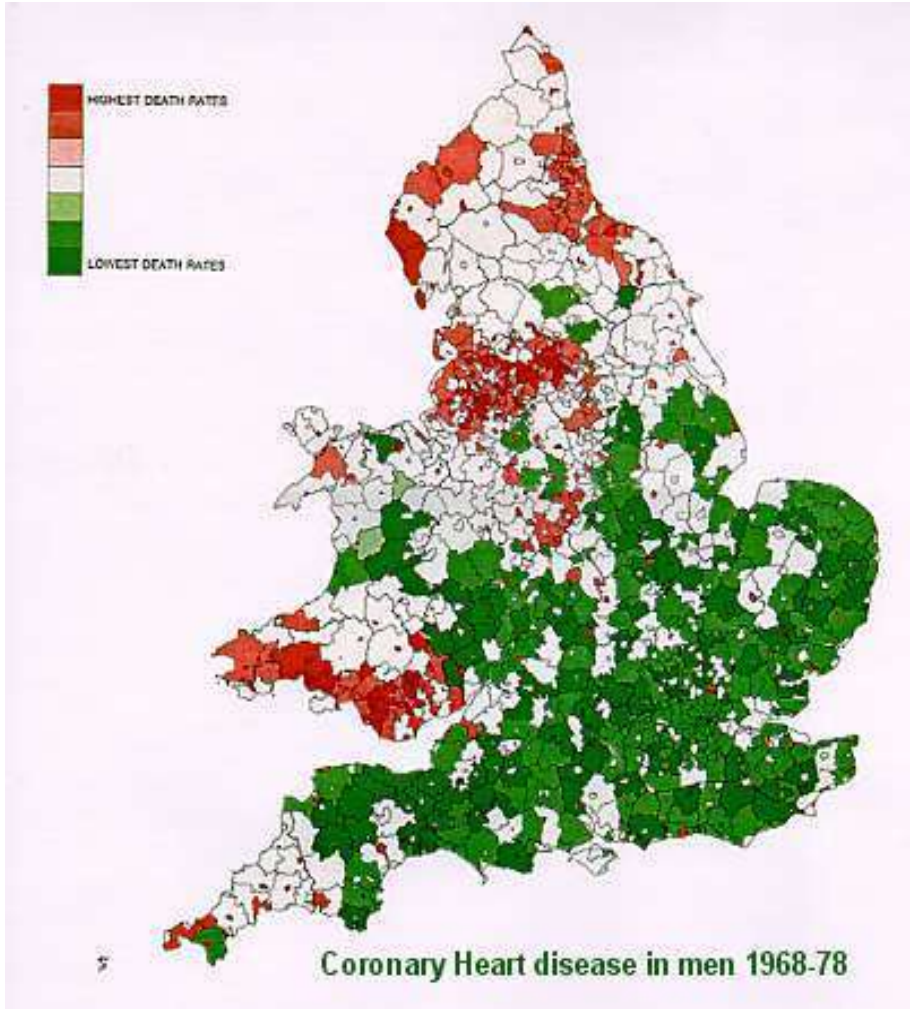 HIGHEST DEATH RATES
LOWEST DEATH RATES
Coronary Heart disease in men 1968-78